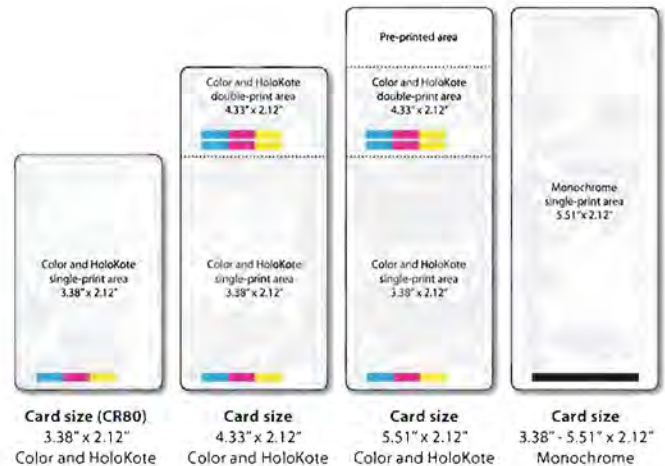 Color and HoloKote
single-print area
3.38" x 2.12"
Card size (CR80)
3.38" x 2.12"
Color and HoloKote
Color and HoloKote
double-print area
4.33" x 2.12"
Color and HoloKote
single-print area
3.38" x 2.12"
Card size
4.33" x 2.12"
Color and HoloKote
Pre-printed area
Color and HoloKote
double-print area
4.33" x 2.12"
Color and HoloKote
single-print area
3.38" x 2.12"
Card size
5.51" x 2.12"
Color and HoloKote
Monochrome
single-print area
5.51" x 2.12"
Card size
3.38" - 5.51" x 2.12"
Monochrome